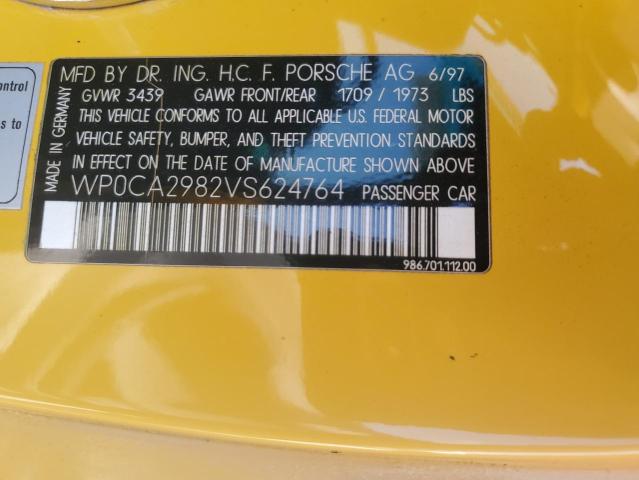 ontrol
s to
MADE IN GERMANY
MFD BY DR. ING. H.C. F. PORSCHE AG 6/97
GVWR 3439 GAWR FRONT/REAR 1709 / 1973 LBS
THIS VEHICLE CONFORMS TO ALL APPLICABLE U.S. FEDERAL MOTOR
VEHICLE SAFETY, BUMPER, AND THEFT PREVENTION STANDARDS
IN EFFECT ON THE DATE OF MANUFACTURE SHOWN ABOVE
WP0CA2982VS624764 PASSENGER CAR
986.701.112.00